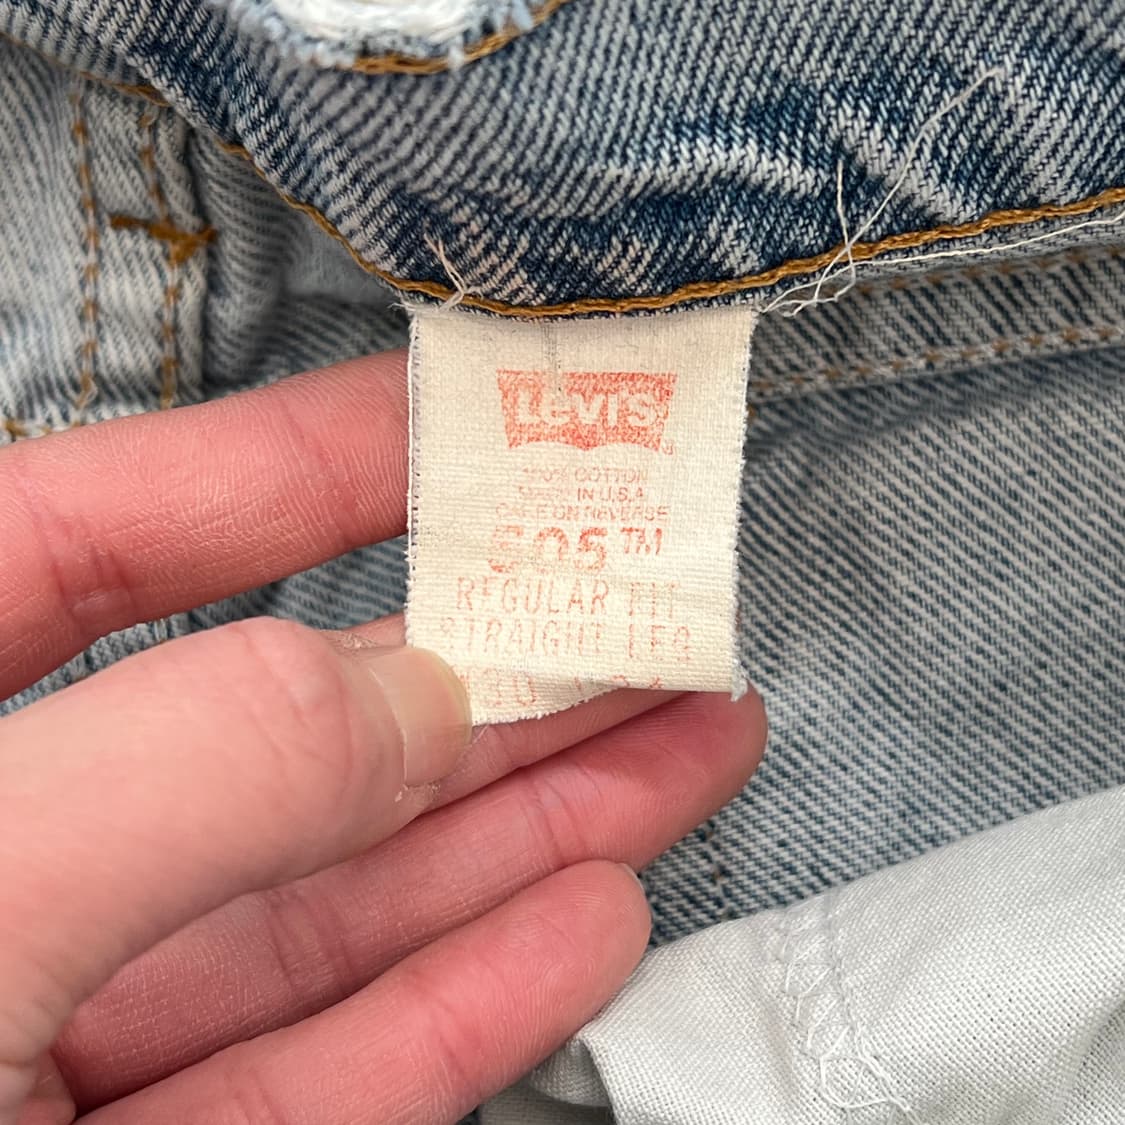 LEVI'S
100% COTTON
MADE IN U.S.A.
CARE ON REVERSE
505™
REGULAR FIT
STRAIGHT LEG